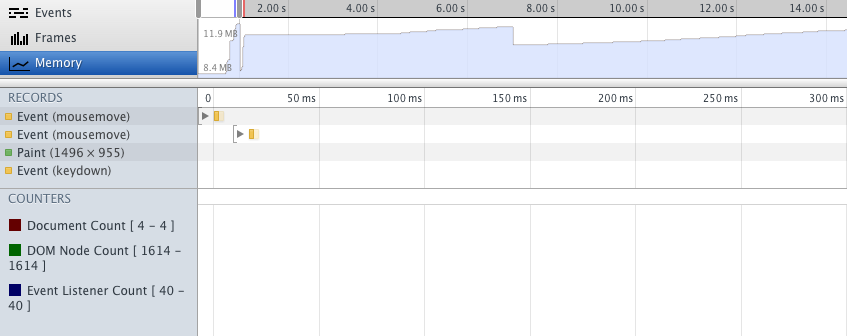 Events
2.00 s 4.00 s 6.00 s 8.00 s 10.00 s 12.00 s 14.00 s
Frames
11.9 MB
Memory
8.4 MB
RECORDS
0 50 ms 100 ms 150 ms 200 ms 250 ms 300 ms
Event (mousemove)
Event (mousemove)
Paint (1496 × 955)
Event (keydown)
COUNTERS
Document Count [ 4 – 4 ]
DOM Node Count [ 1614 –
1614 ]
Event Listener Count [ 40 –
40 ]